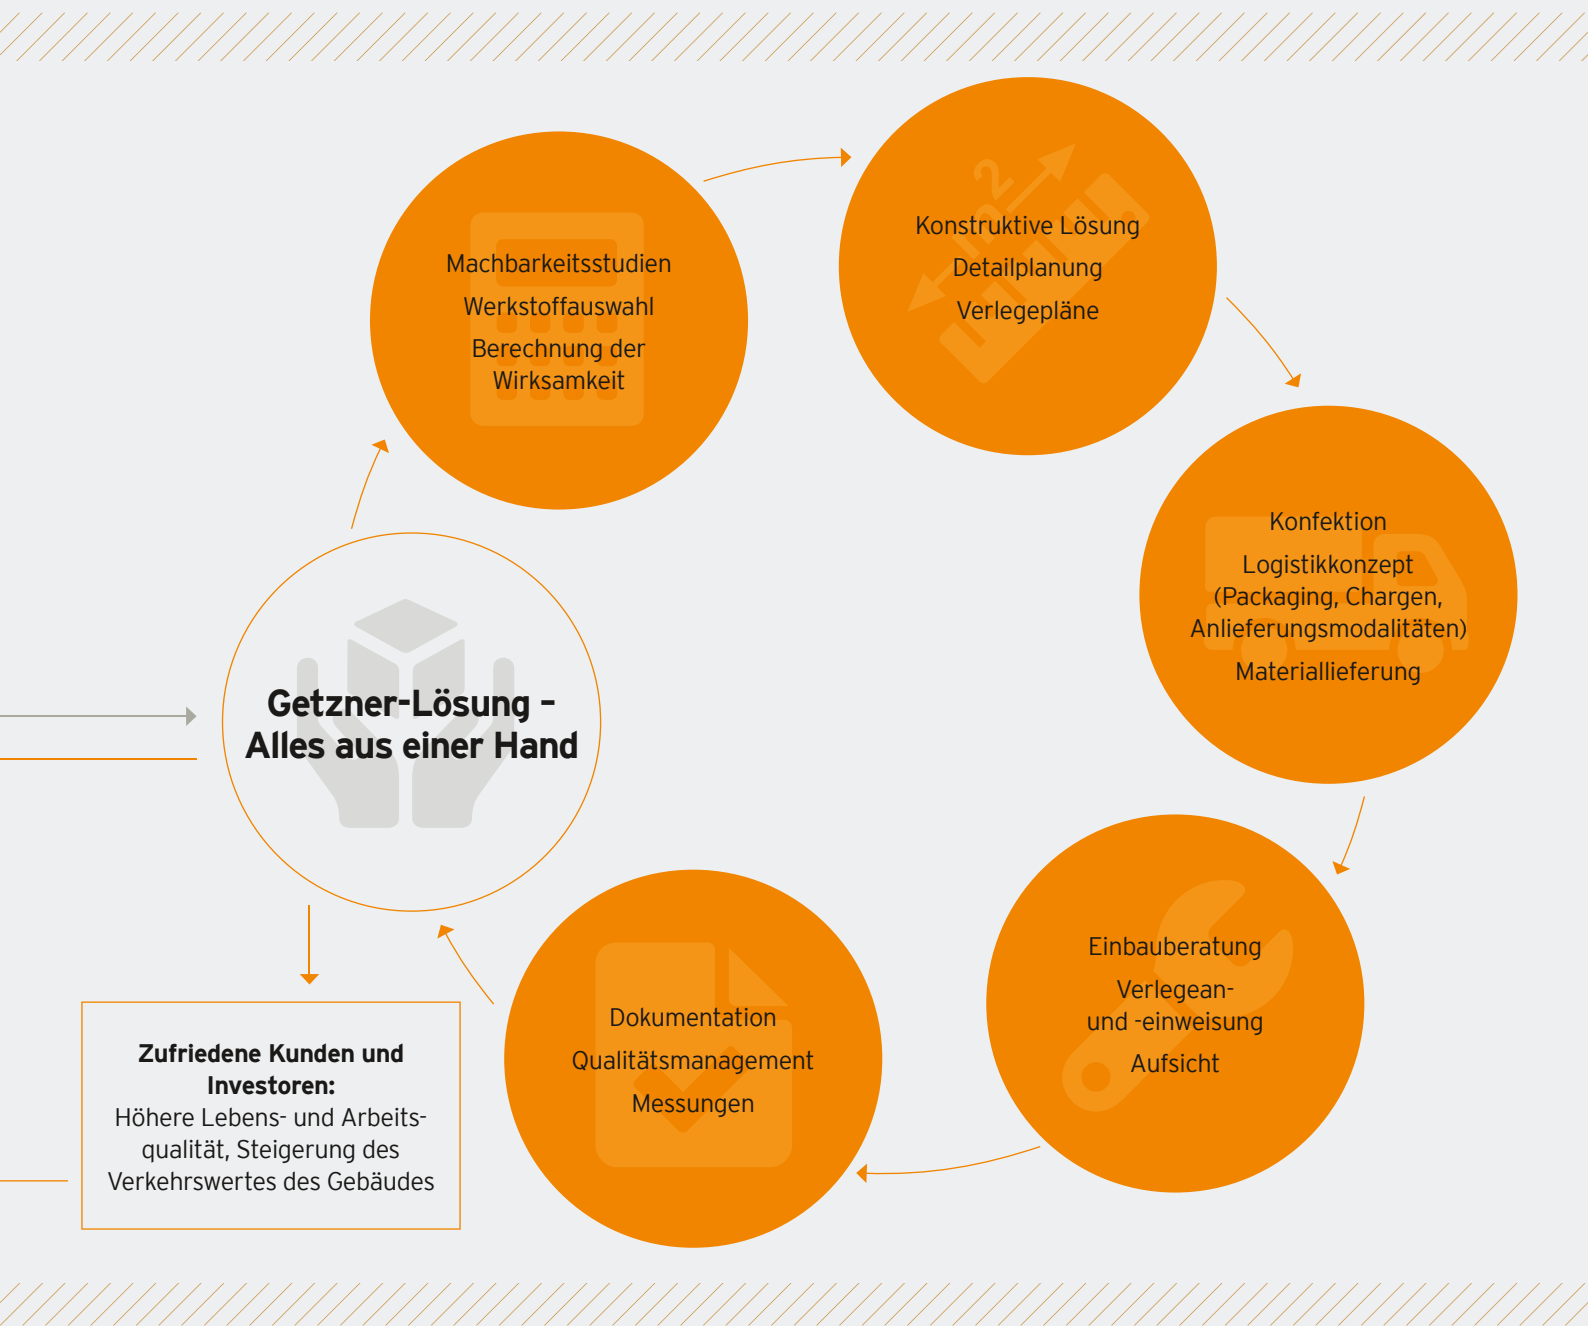 Machbarkeitsstudien
Werkstoffauswahl
Berechnung der
Wirksamkeit
m2
Konstruktive Lösung
Detailplanung
Verlegepläne
Konfektion
Logistikkonzept
(Packaging, Chargen,
Anlieferungsmodalitäten)
Materiallieferung
Getzner-Lösung –
Alles aus einer Hand
Einbauberatung
Verlegean-
und -einweisung
Aufsicht
Dokumentation
Qualitätsmanagement
Messungen
Zufriedene Kunden und
Investoren:
Höhere Lebens- und Arbeits-
qualität, Steigerung des
Verkehrswertes des Gebäudes